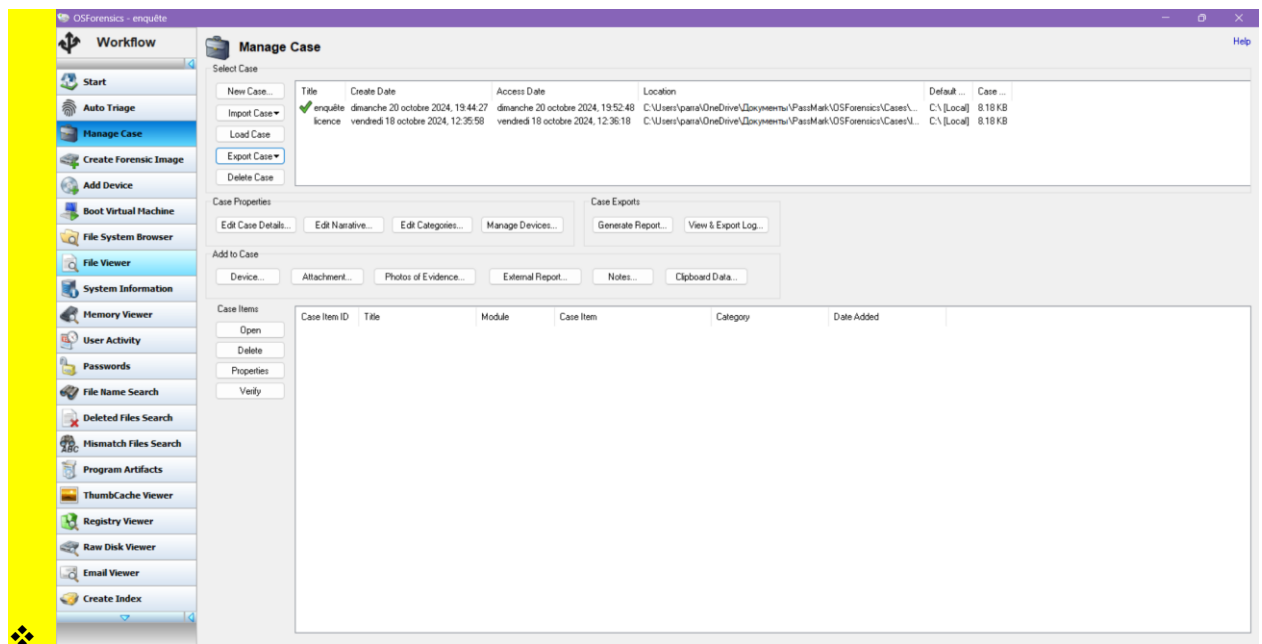 OSForensics - enquête
Workflow
Manage Case
Help
Start
Auto Triage
Manage Case
Create Forensic Image
Add Device
Boot Virtual Machine
File System Browser
File Viewer
System Information
Memory Viewer
User Activity
Passwords
File Name Search
Deleted Files Search
Mismatch Files Search
Program Artifacts
ThumbCache Viewer
Registry Viewer
Raw Disk Viewer
Email Viewer
Create Index
Select Case
New Case...
Import Case
Load Case
Export Case
Delete Case
Title Create Date Access Date Location Default ... Case ...
enquête dimanche 20 octobre 2024, 19:44:27 dimanche 20 octobre 2024, 19:52:48 C:\Users\parra\OneDrive\Документы\PassMark\OSForensics\Cases\... C:\ [Local] 8.18 KB
licence vendredi 18 octobre 2024, 12:35:58 vendredi 18 octobre 2024, 12:36:18 C:\Users\parra\OneDrive\Документы\PassMark\OSForensics\Cases\l... C:\ [Local] 8.18 KB
Case Properties
Edit Case Details... Edit Narrative... Edit Categories... Manage Devices...
Case Exports
Generate Report... View & Export Log...
Add to Case
Device... Attachment... Photos of Evidence... External Report... Notes... Clipboard Data...
Case Items
Open
Delete
Properties
Verify
Case Item ID Title Module Case Item Category Date Added